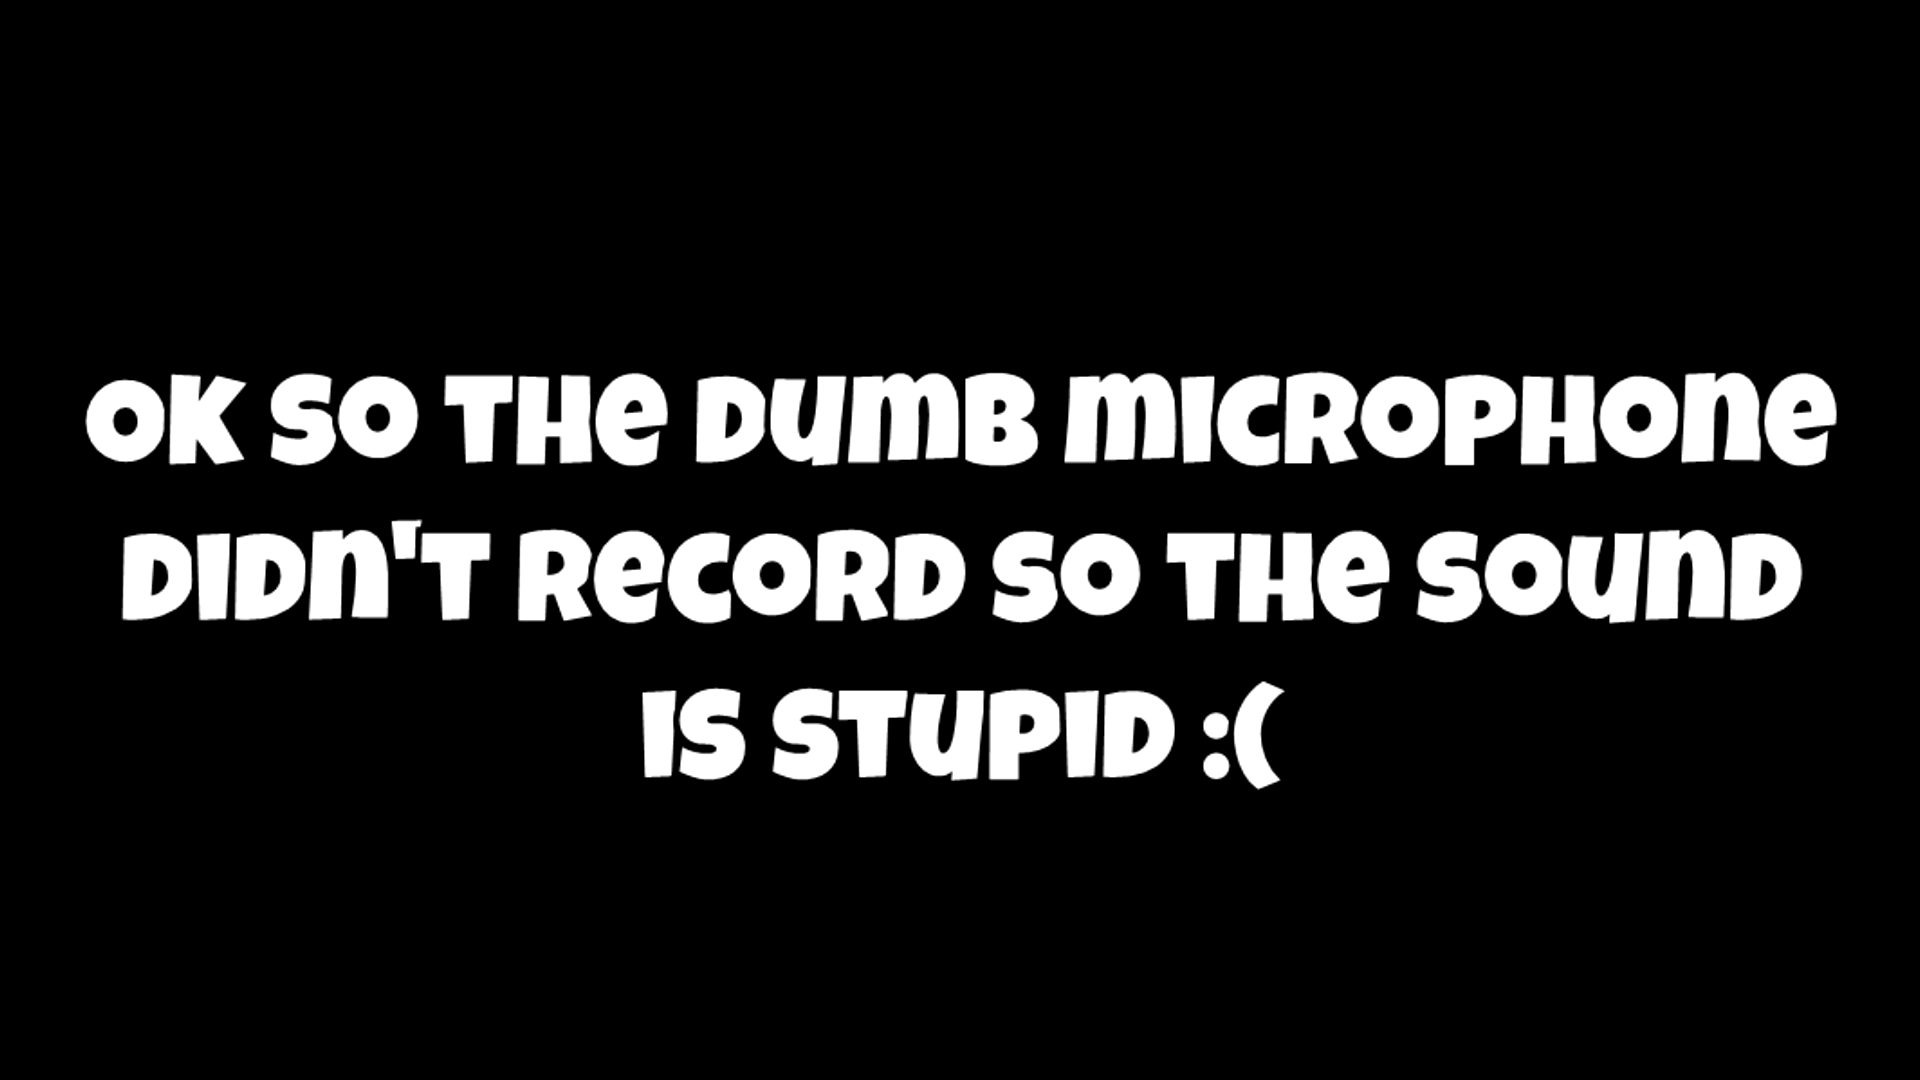 OK SO THE DUMB MICROPHONE
DIDN'T RECORD SO THE SOUND
IS STUPID :(